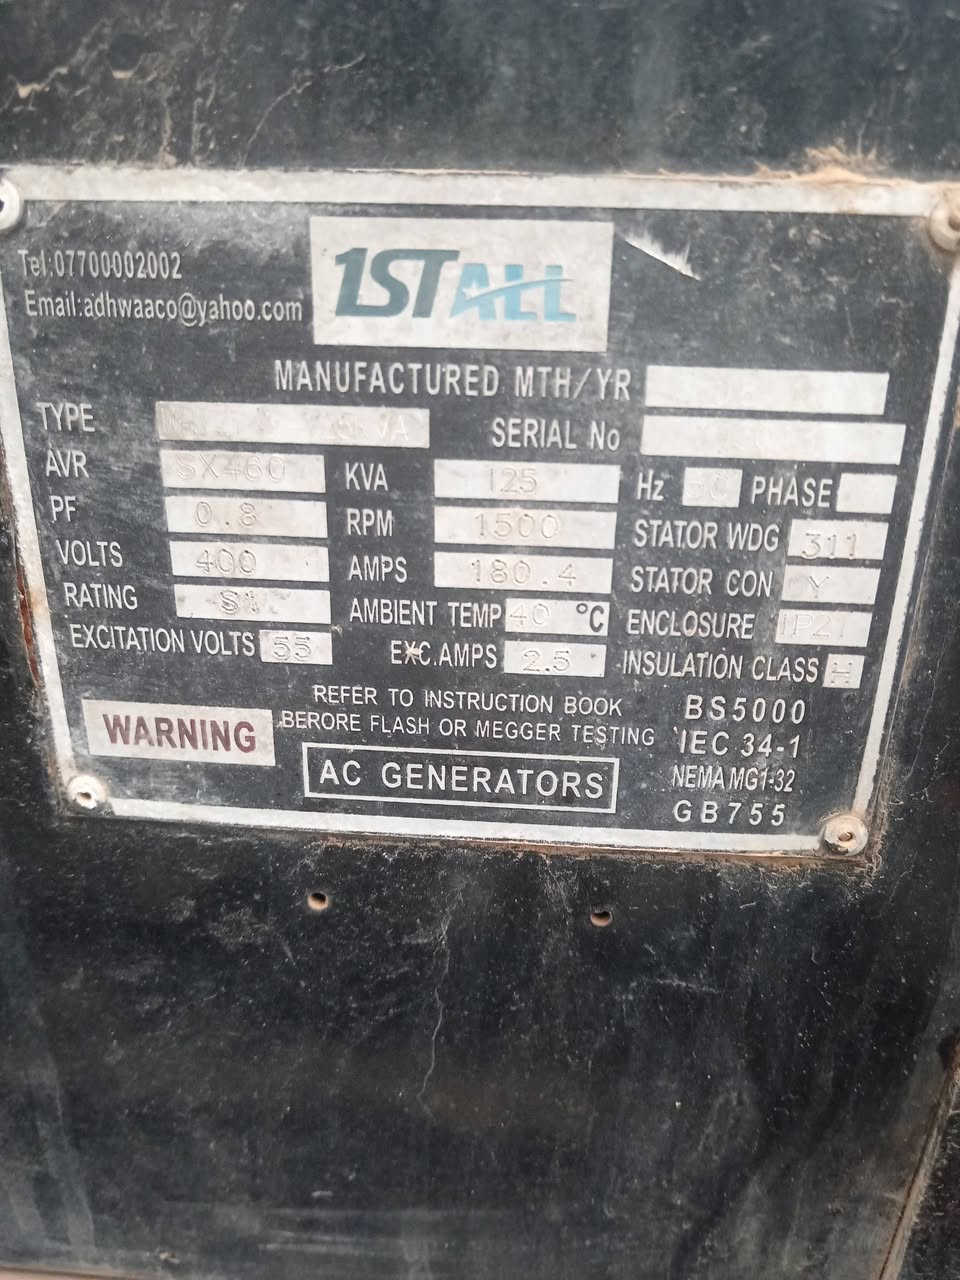 Tel:07700002002
Email:adhwaaco@yahoo.com
1STALL
MANUFACTURED MTH/YR
TYPE KVA
SERIAL No
AVR SX460 KVA 125 Hz 50 PHASE
PF 0.8 RPM 1500 STATOR WDG 311
VOLTS 400 AMPS 180.4 STATOR CON Y
RATING S1 AMBIENT TEMP 40 °C ENCLOSURE IP21
EXCITATION VOLTS 55 EXC.AMPS 2.5 INSULATION CLASS H
WARNING
REFER TO INSTRUCTION BOOK
BERORE FLASH OR MEGGER TESTING
AC GENERATORS
BS5000
IEC 34-1
NEMA MG1-32
GB755